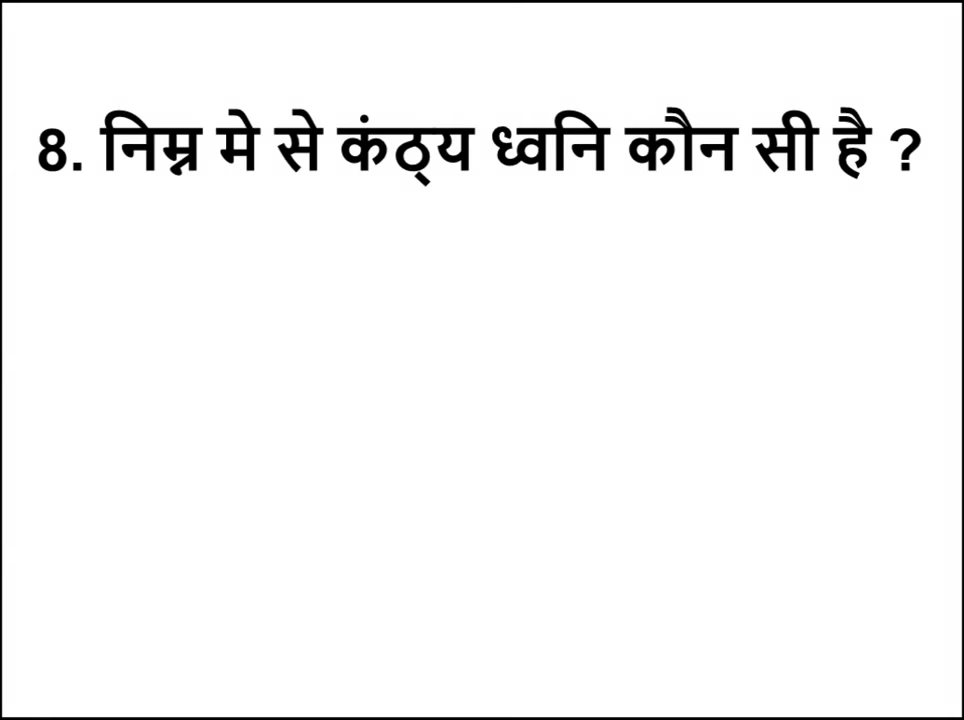 8. निम्न मे से कंठ्य ध्वनि कौन सी है ?